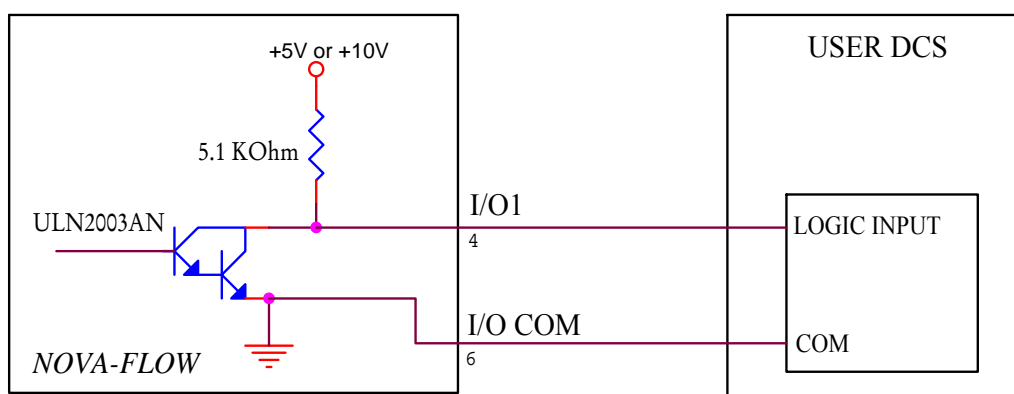 +5V or +10V
USER DCS
5.1 KOhm
I/O1
ULN2003AN
4
LOGIC INPUT
I/O COM
COM
6
NOVA-FLOW